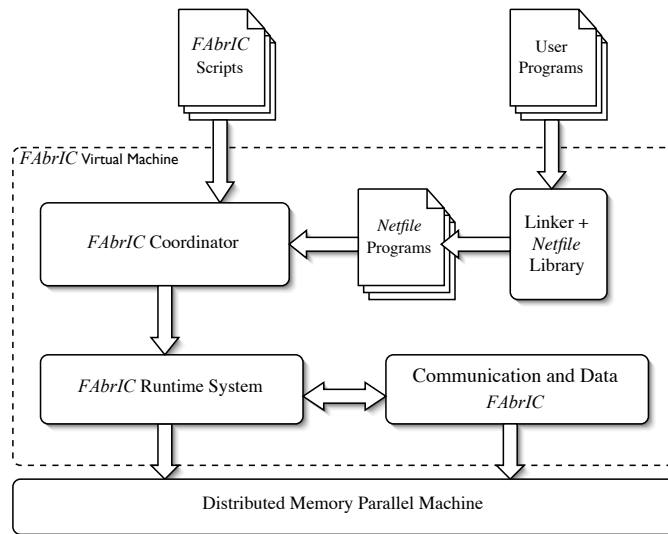 FAbrIC
Scripts
User
Programs
FAbrIC Virtual Machine
FAbrIC Coordinator
Netfile
Programs
Linker +
Netfile
Library
FAbrIC Runtime System
Communication and Data
FAbrIC
Distributed Memory Parallel Machine